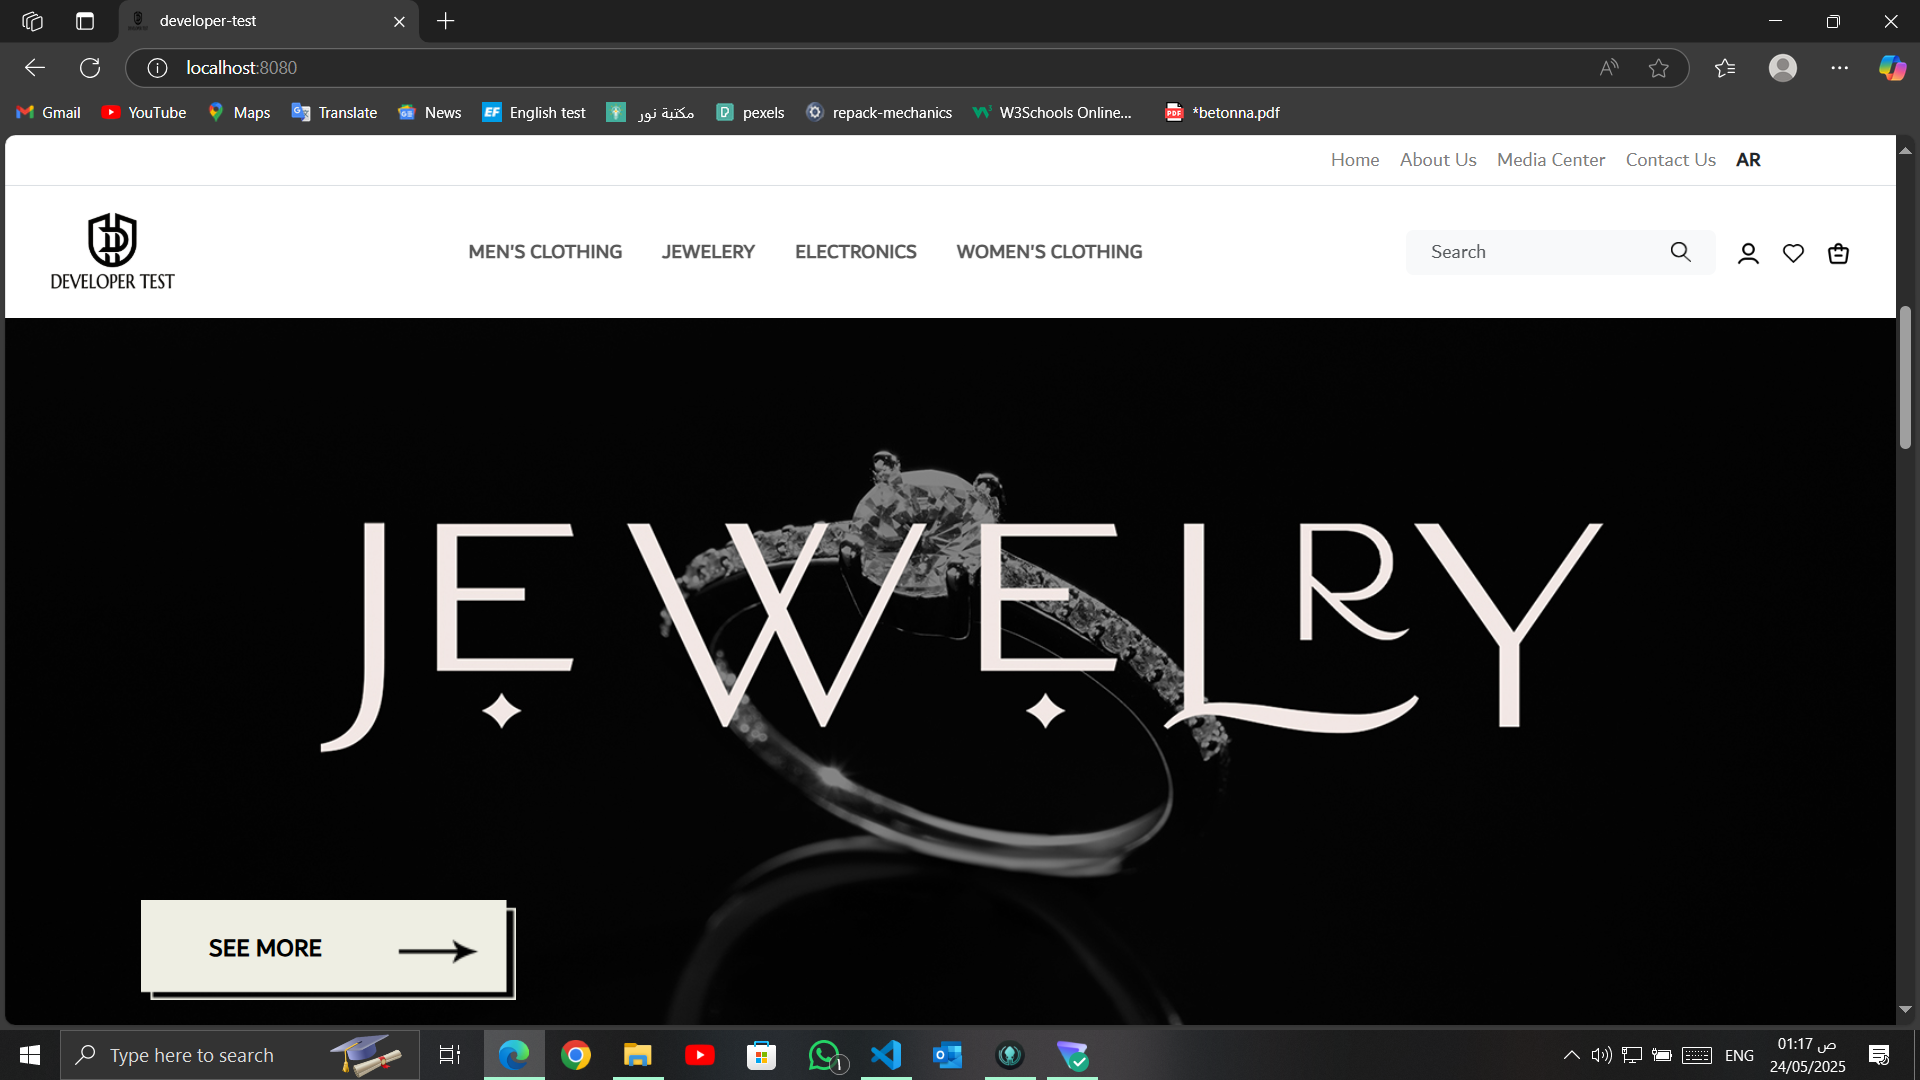 developer-test
localhost:8080
Gmail YouTube Maps Translate News EF English test مكتبة نور pexels repack-mechanics W3Schools Online... *betonna.pdf
Home About Us Media Center Contact Us AR
DEVELOPER TEST
MEN'S CLOTHING JEWELERY ELECTRONICS WOMEN'S CLOTHING
Search
JEWELRY
SEE MORE
Type here to search
ENG
01:17 ص
24/05/2025